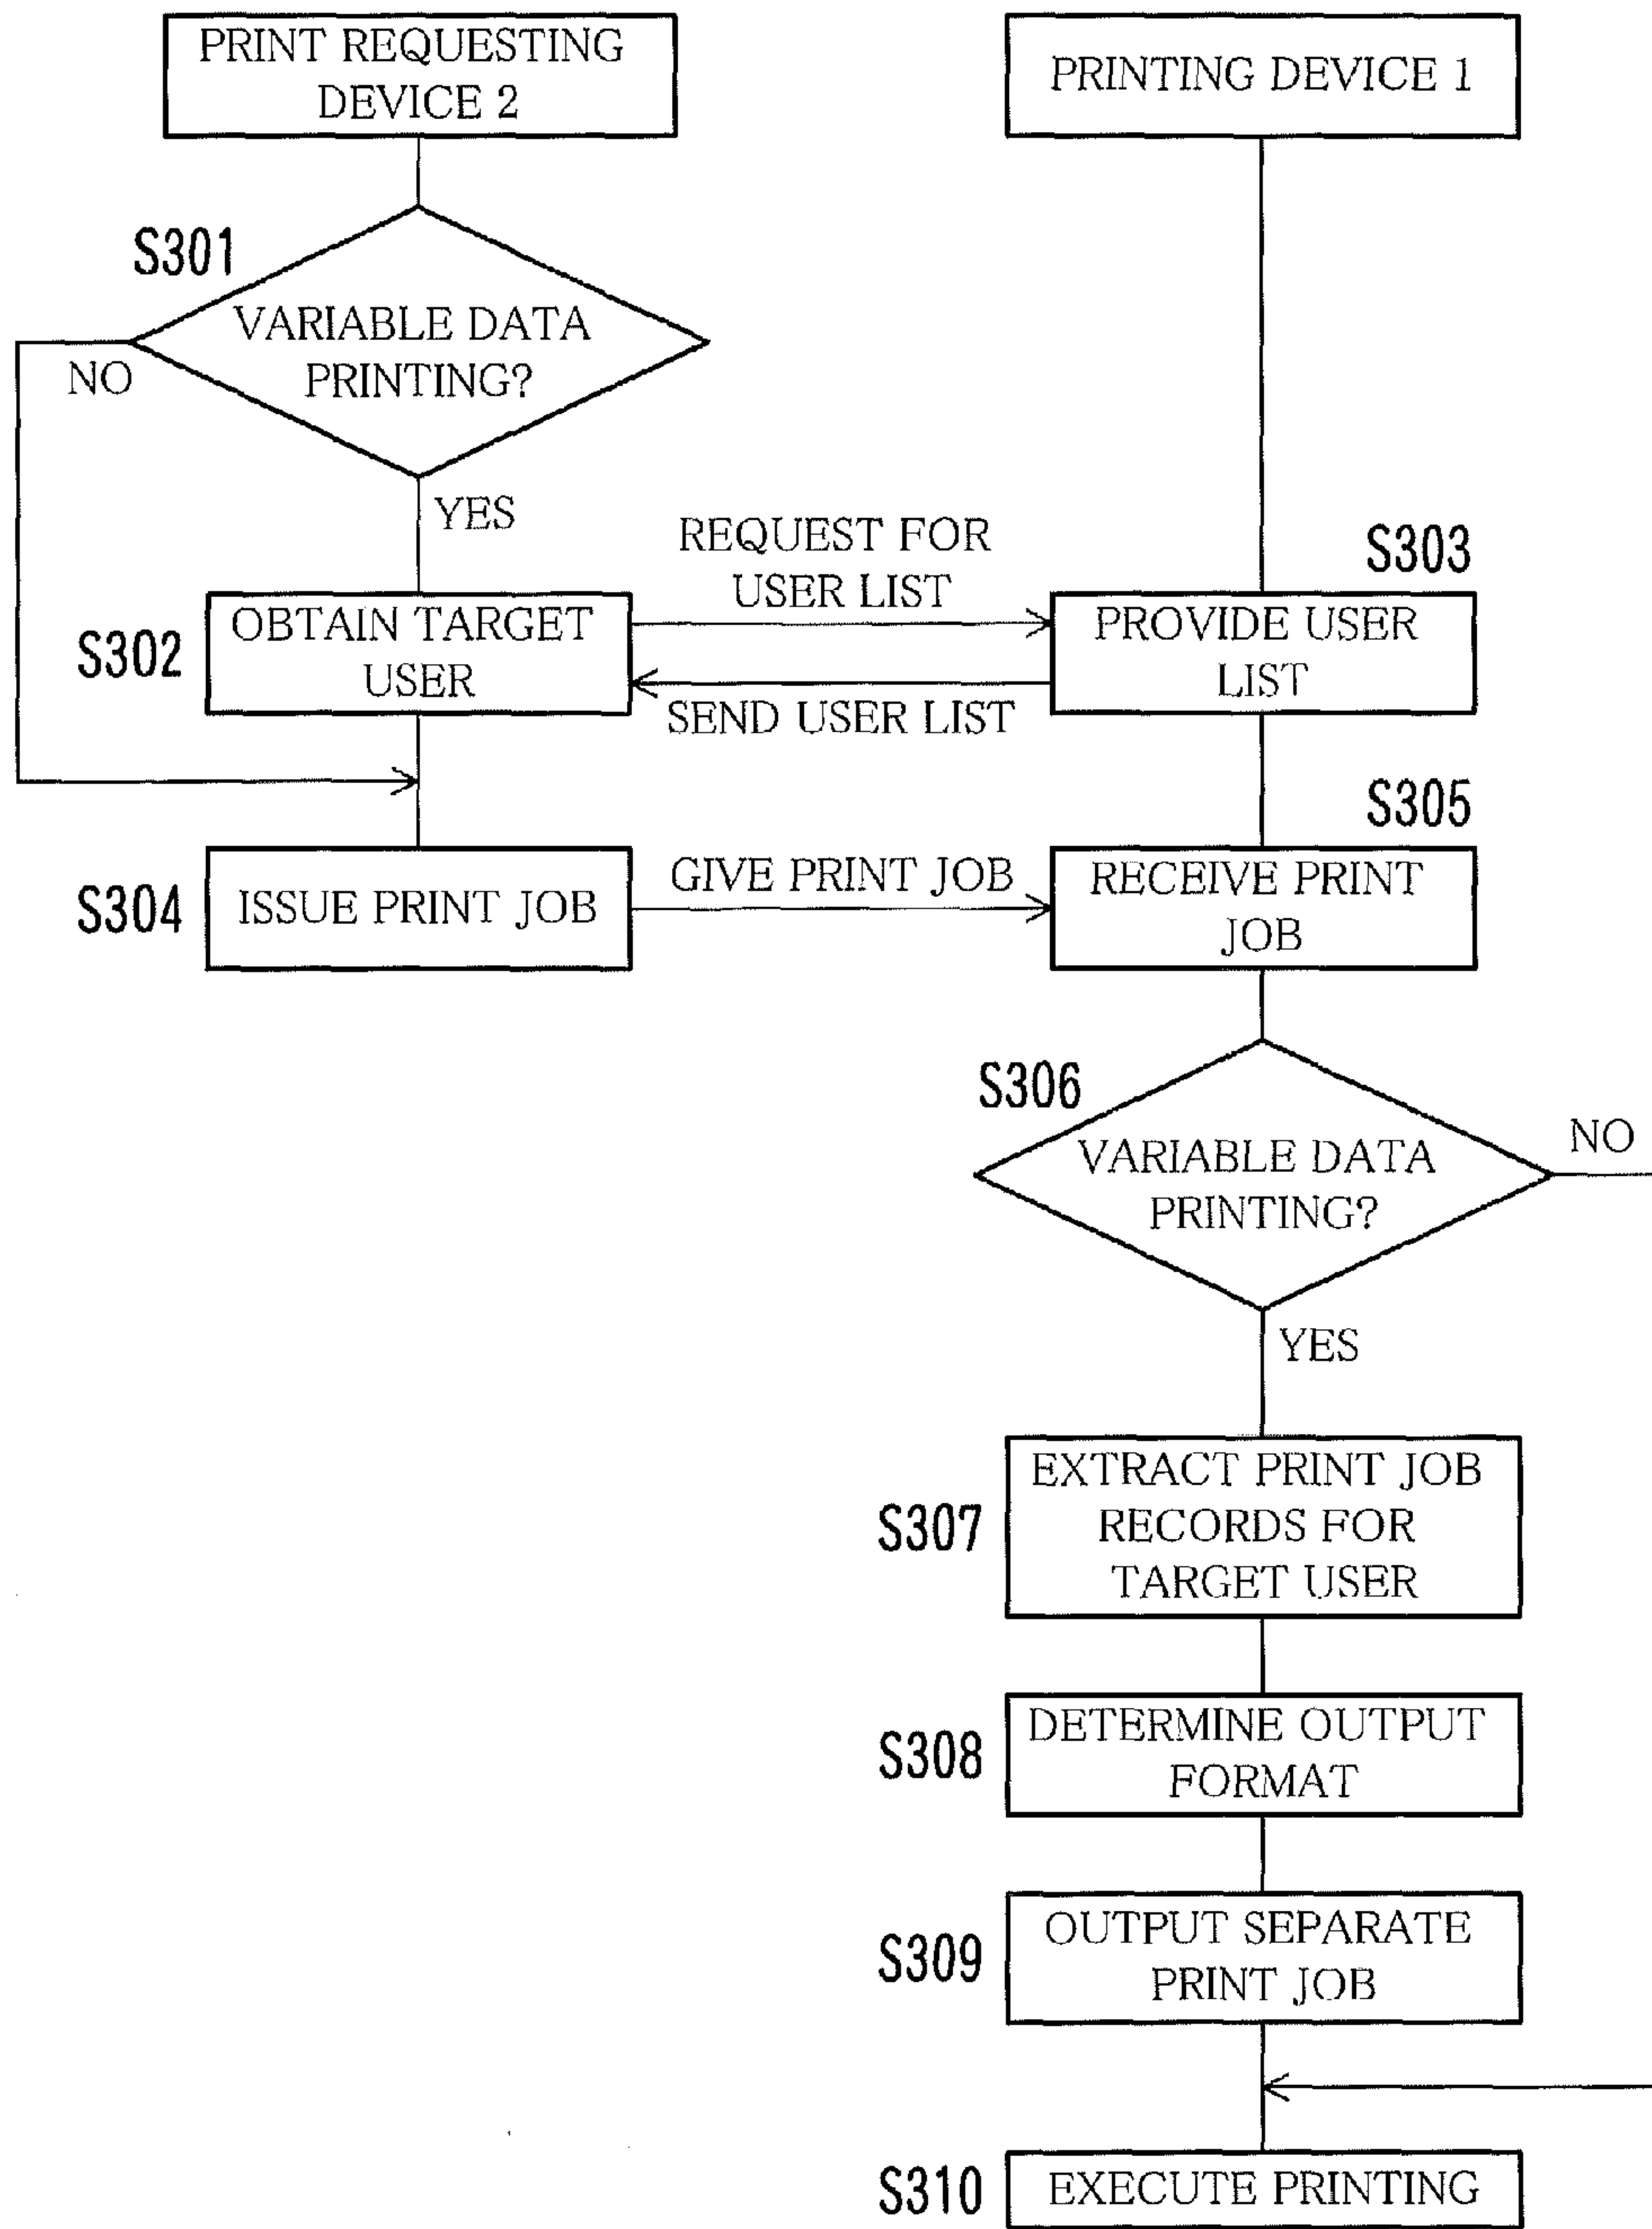 PRINT REQUESTING
DEVICE 2
PRINTING DEVICE 1
S301
VARIABLE DATA
PRINTING?
NO
YES
REQUEST FOR
USER LIST
S303
S302
OBTAIN TARGET
USER
PROVIDE USER
LIST
SEND USER LIST
S305
S304
ISSUE PRINT JOB
GIVE PRINT JOB
RECEIVE PRINT
JOB
S306
VARIABLE DATA
PRINTING?
NO
YES
S307
EXTRACT PRINT JOB
RECORDS FOR
TARGET USER
S308
DETERMINE OUTPUT
FORMAT
S309
OUTPUT SEPARATE
PRINT JOB
S310
EXECUTE PRINTING